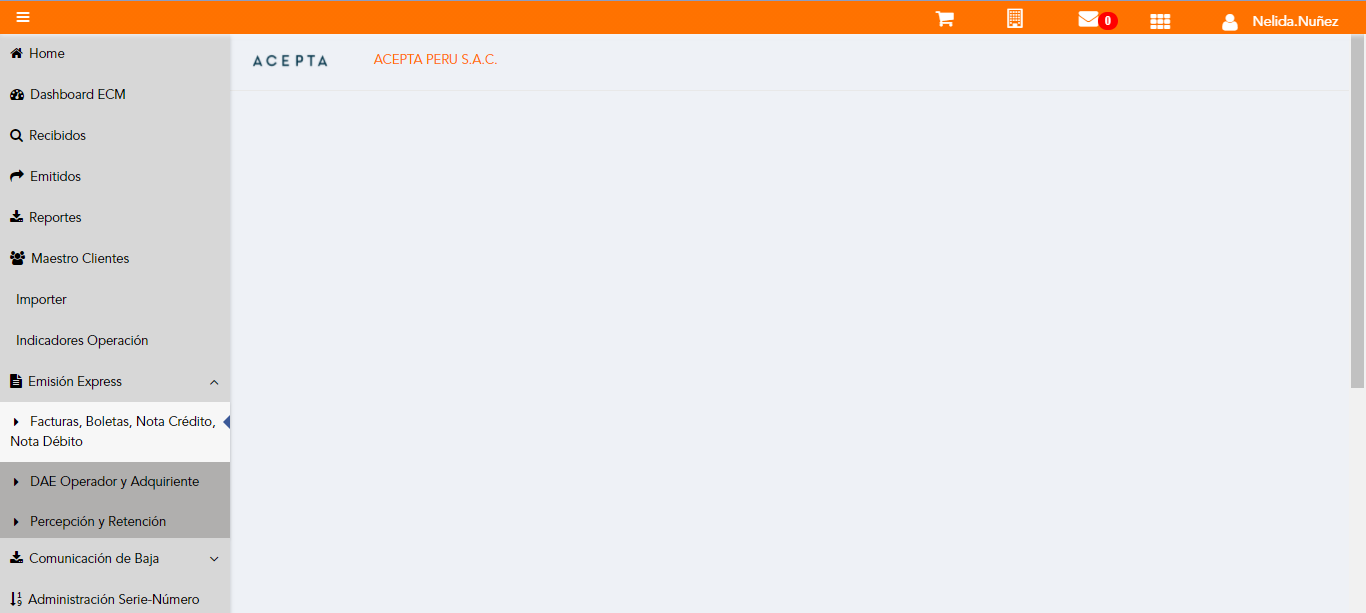 0
Nelida.Nuñez
Home
Dashboard ECM
Recibidos
Emitidos
Reportes
Maestro Clientes
Importer
Indicadores Operación
Emisión Express
Facturas, Boletas, Nota Crédito,
Nota Débito
DAE Operador y Adquiriente
Percepción y Retención
Comunicación de Baja
Administración Serie-Número
ACEPTA
ACEPTA PERU S.A.C.